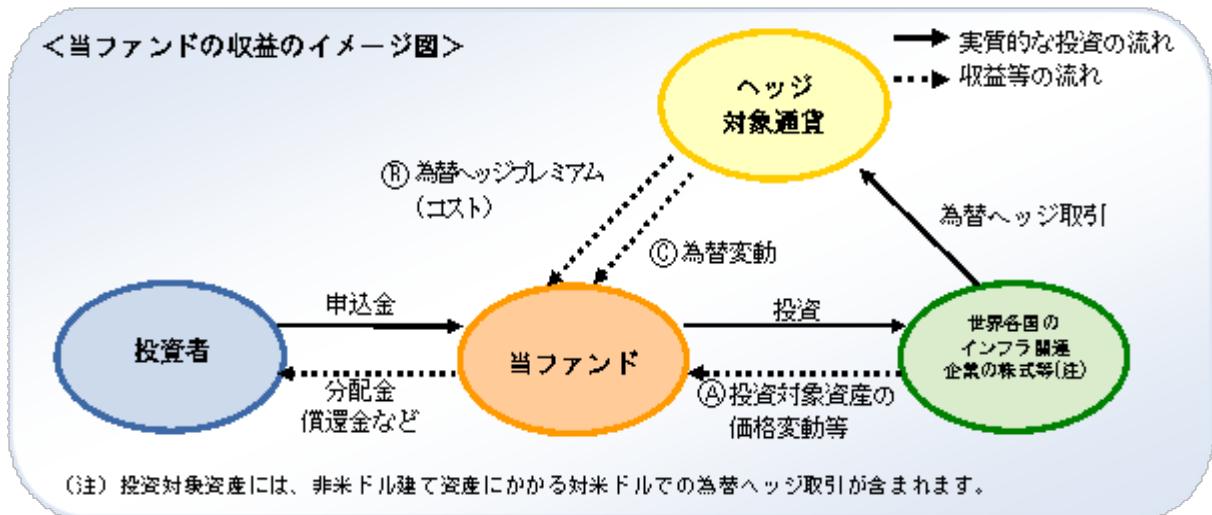 ＜当ファンドの収益のイメージ図＞
実質的な投資の流れ
収益等の流れ
ヘッジ
対象通貨
Ⓑ為替ヘッジプレミアム
（コスト）
為替ヘッジ取引
Ⓒ為替変動
投資者
申込金
分配金
償還金など
当ファンド
投資
Ⓐ投資対象資産の
価格変動等
世界各国の
インフラ関連
企業の株式等(注)
（注）投資対象資産には、非米ドル建て資産にかかる対米ドルでの為替ヘッジ取引が含まれます。